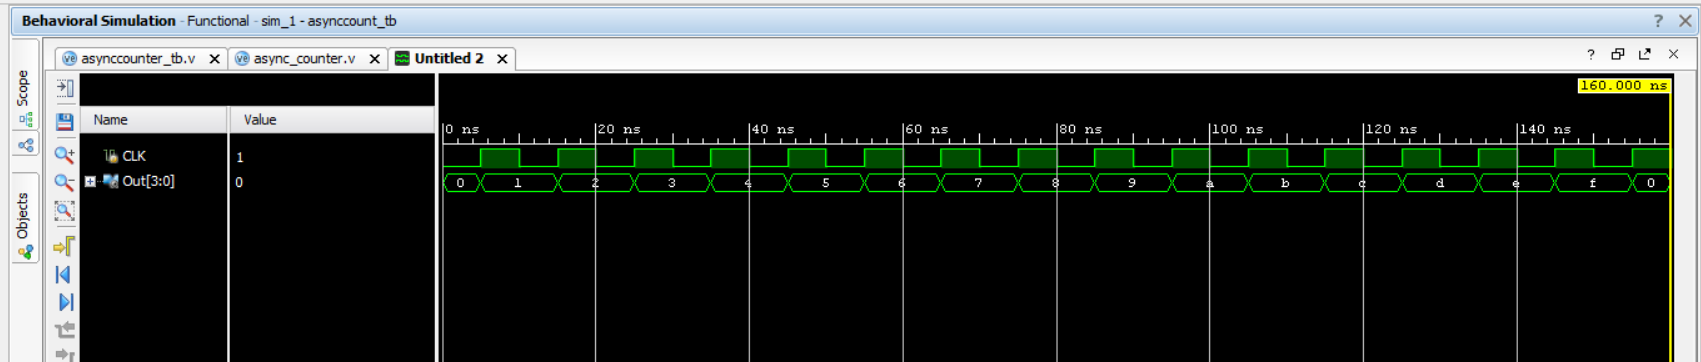 Behavioral Simulation - Functional - sim_1 - asynccount_tb
? X
Scope
Objects
asynccounter_tb.v X async_counter.v X Untitled 2 X
?
160.000 ns
Name Value
0 ns 20 ns 40 ns 60 ns 80 ns 100 ns 120 ns 140 ns
CLK 1
Out[3:0] 0 0 1 2 3 4 5 6 7 8 9 a b c d e f 0